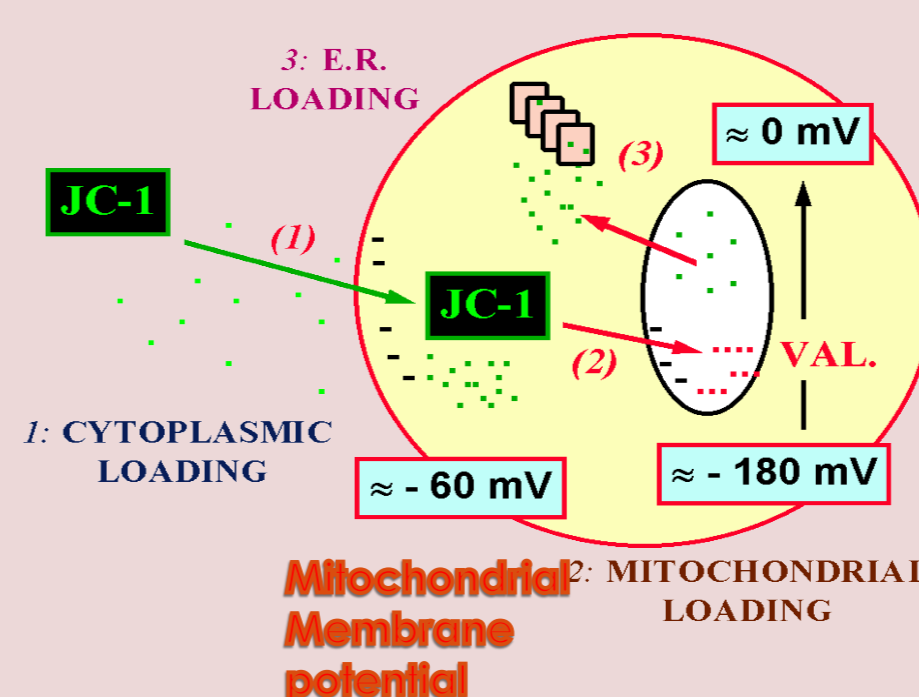 3: E.R.
LOADING
≈ 0 mV
(3)
JC-1
(1)
JC-1
(2)
VAL.
1: CYTOPLASMIC
LOADING
≈ - 60 mV
≈ - 180 mV
2: MITOCHONDRIAL
LOADING
Mitochondrial
Membrane
potential